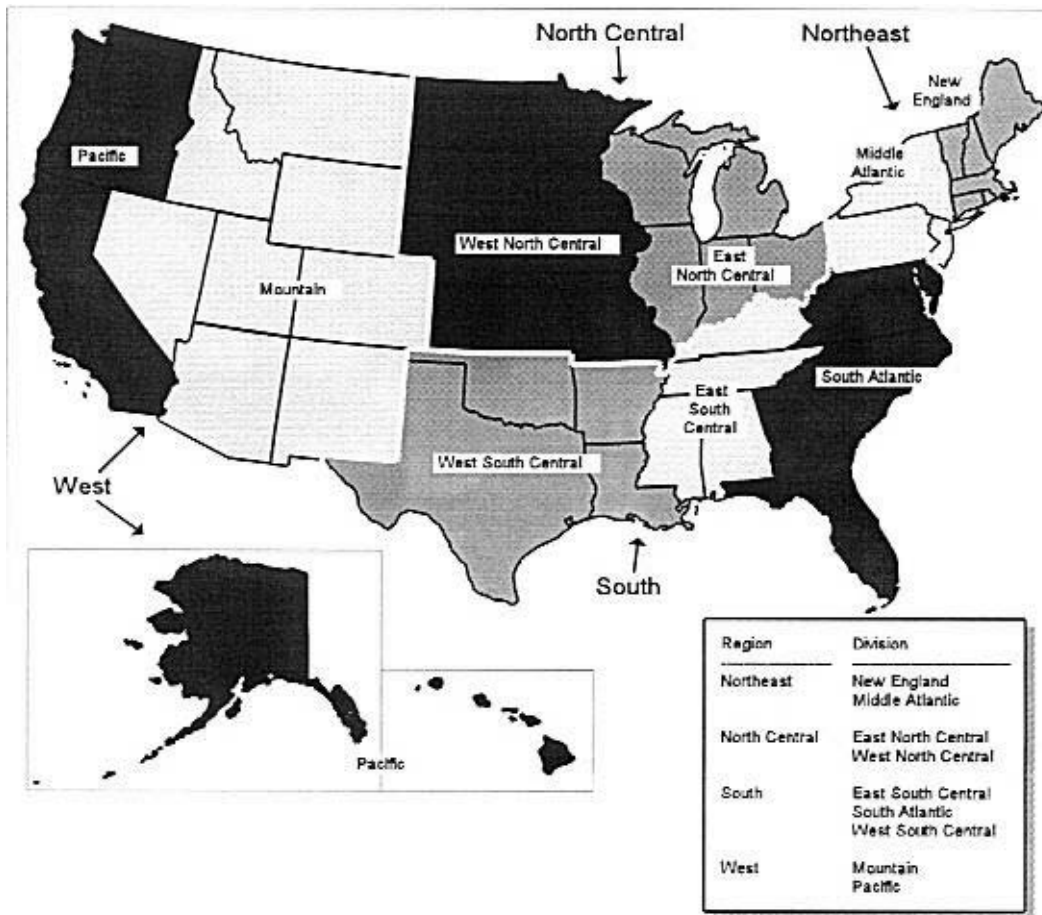 North Central
Northeast
New
England
Pacific
Middle
Atlantic
West North Central
East
North Central
Mountain
South Atlantic
East
South
Central
West South Central
West
South
Pacific
Region Division
Northeast New England
Middle Atlantic
North Central East North Central
West North Central
South East South Central
South Atlantic
West South Central
West Mountain
Pacific